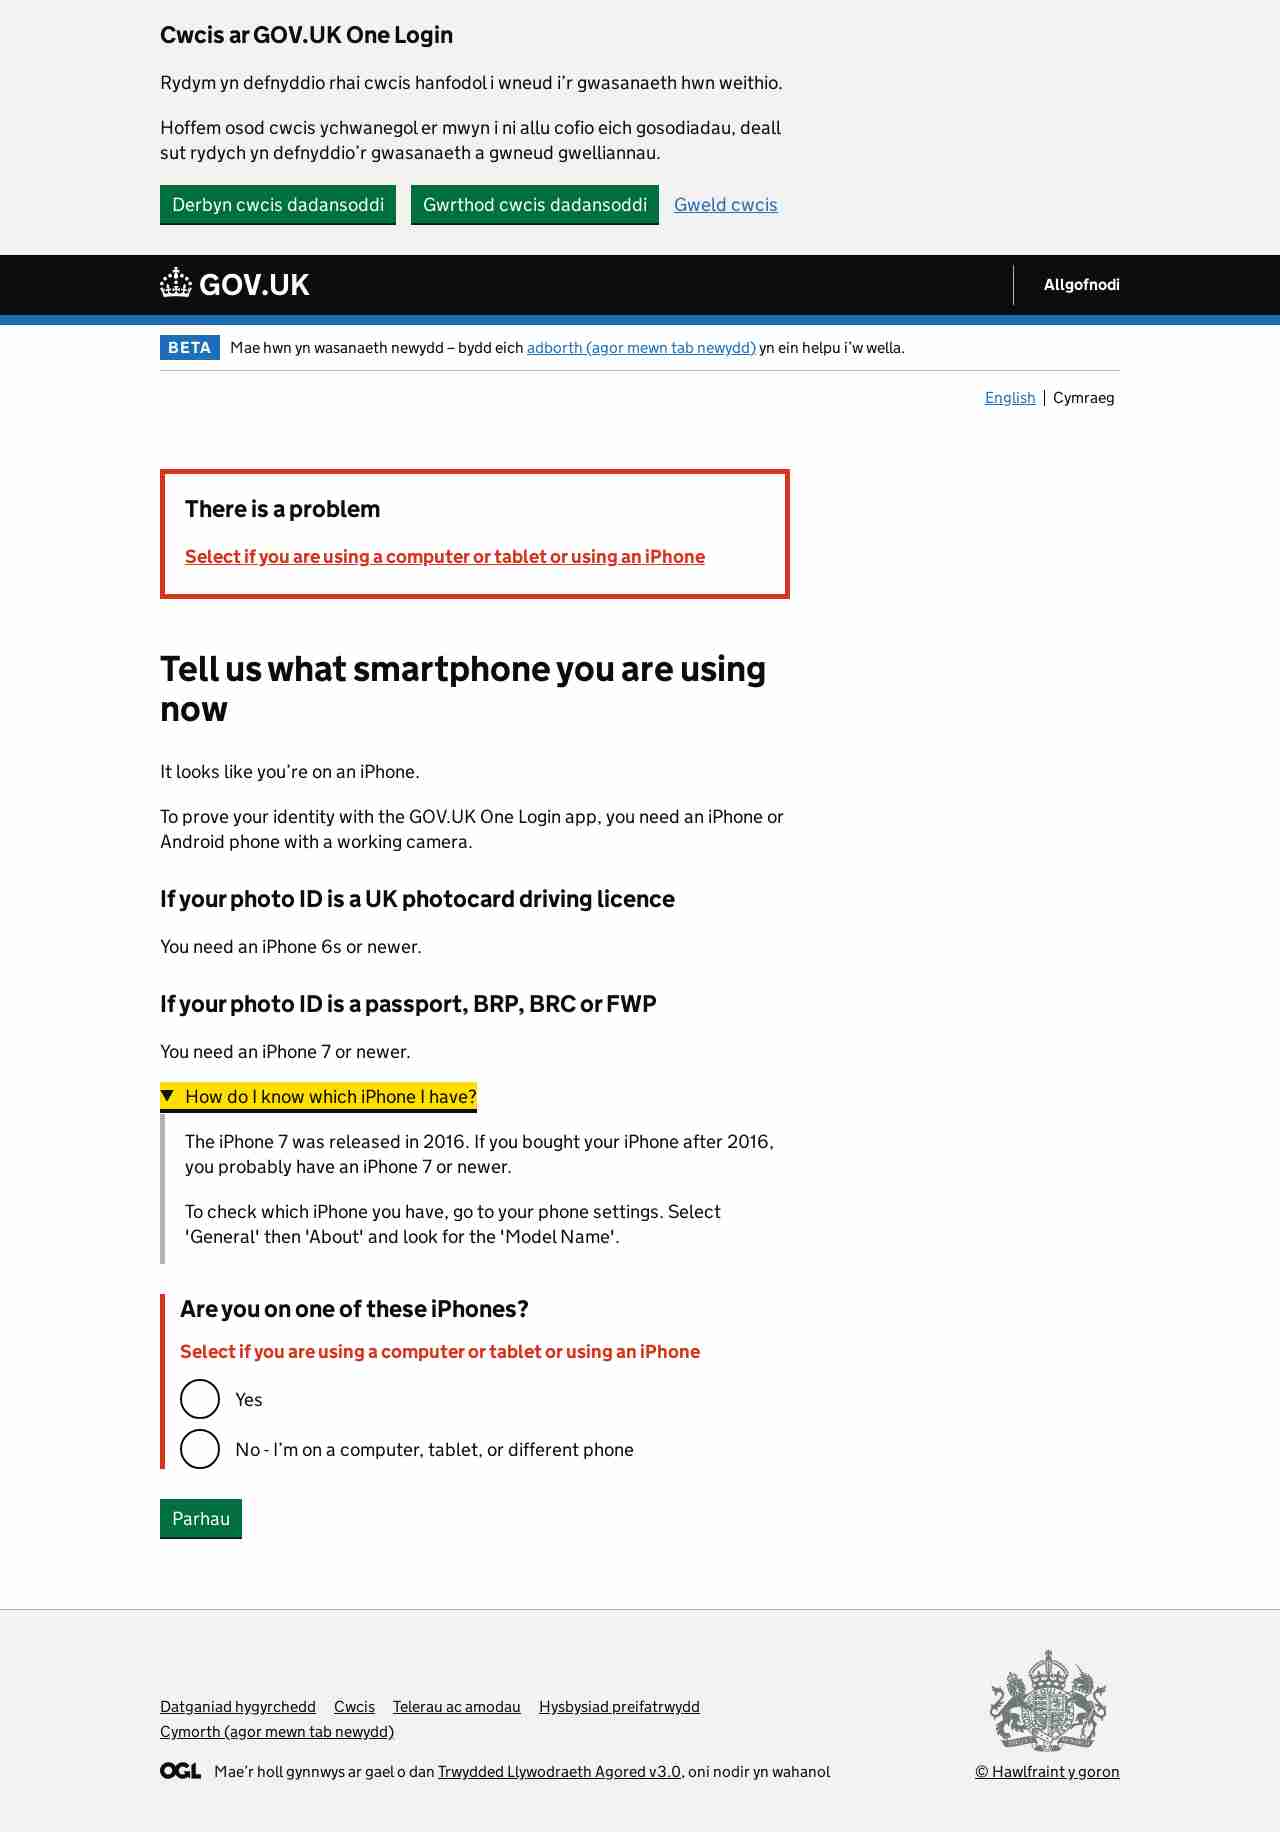 Cwcis ar GOV.UK One Login
Rydym yn defnyddio rhai cwcis hanfodol i wneud i’r gwasanaeth hwn weithio.
Hoffem osod cwcis ychwanegol er mwyn i ni allu cofio eich gosodiadau, deall
sut rydych yn defnyddio’r gwasanaeth a gwneud gwelliannau.
Derbyn cwcis dadansoddi Gwrthod cwcis dadansoddi Gweld cwcis
GOV.UK Allgofnodi
BETA Mae hwn yn wasanaeth newydd – bydd eich adborth (agor mewn tab newydd) yn ein helpu i’w wella.
English Cymraeg
There is a problem
Select if you are using a computer or tablet or using an iPhone
Tell us what smartphone you are using
now
It looks like you’re on an iPhone.
To prove your identity with the GOV.UK One Login app, you need an iPhone or
Android phone with a working camera.
If your photo ID is a UK photocard driving licence
You need an iPhone 6s or newer.
If your photo ID is a passport, BRP, BRC or FWP
You need an iPhone 7 or newer.
How do I know which iPhone I have?
The iPhone 7 was released in 2016. If you bought your iPhone after 2016,
you probably have an iPhone 7 or newer.
To check which iPhone you have, go to your phone settings. Select
'General' then 'About' and look for the 'Model Name'.
Are you on one of these iPhones?
Select if you are using a computer or tablet or using an iPhone
Yes
No - I’m on a computer, tablet, or different phone
Parhau
Datganiad hygyrchedd Cwcis Telerau ac amodau Hysbysiad preifatrwydd
Cymorth (agor mewn tab newydd)
OGL Mae’r holl gynnwys ar gael o dan Trwydded Llywodraeth Agored v3.0, oni nodir yn wahanol
© Hawlfraint y goron